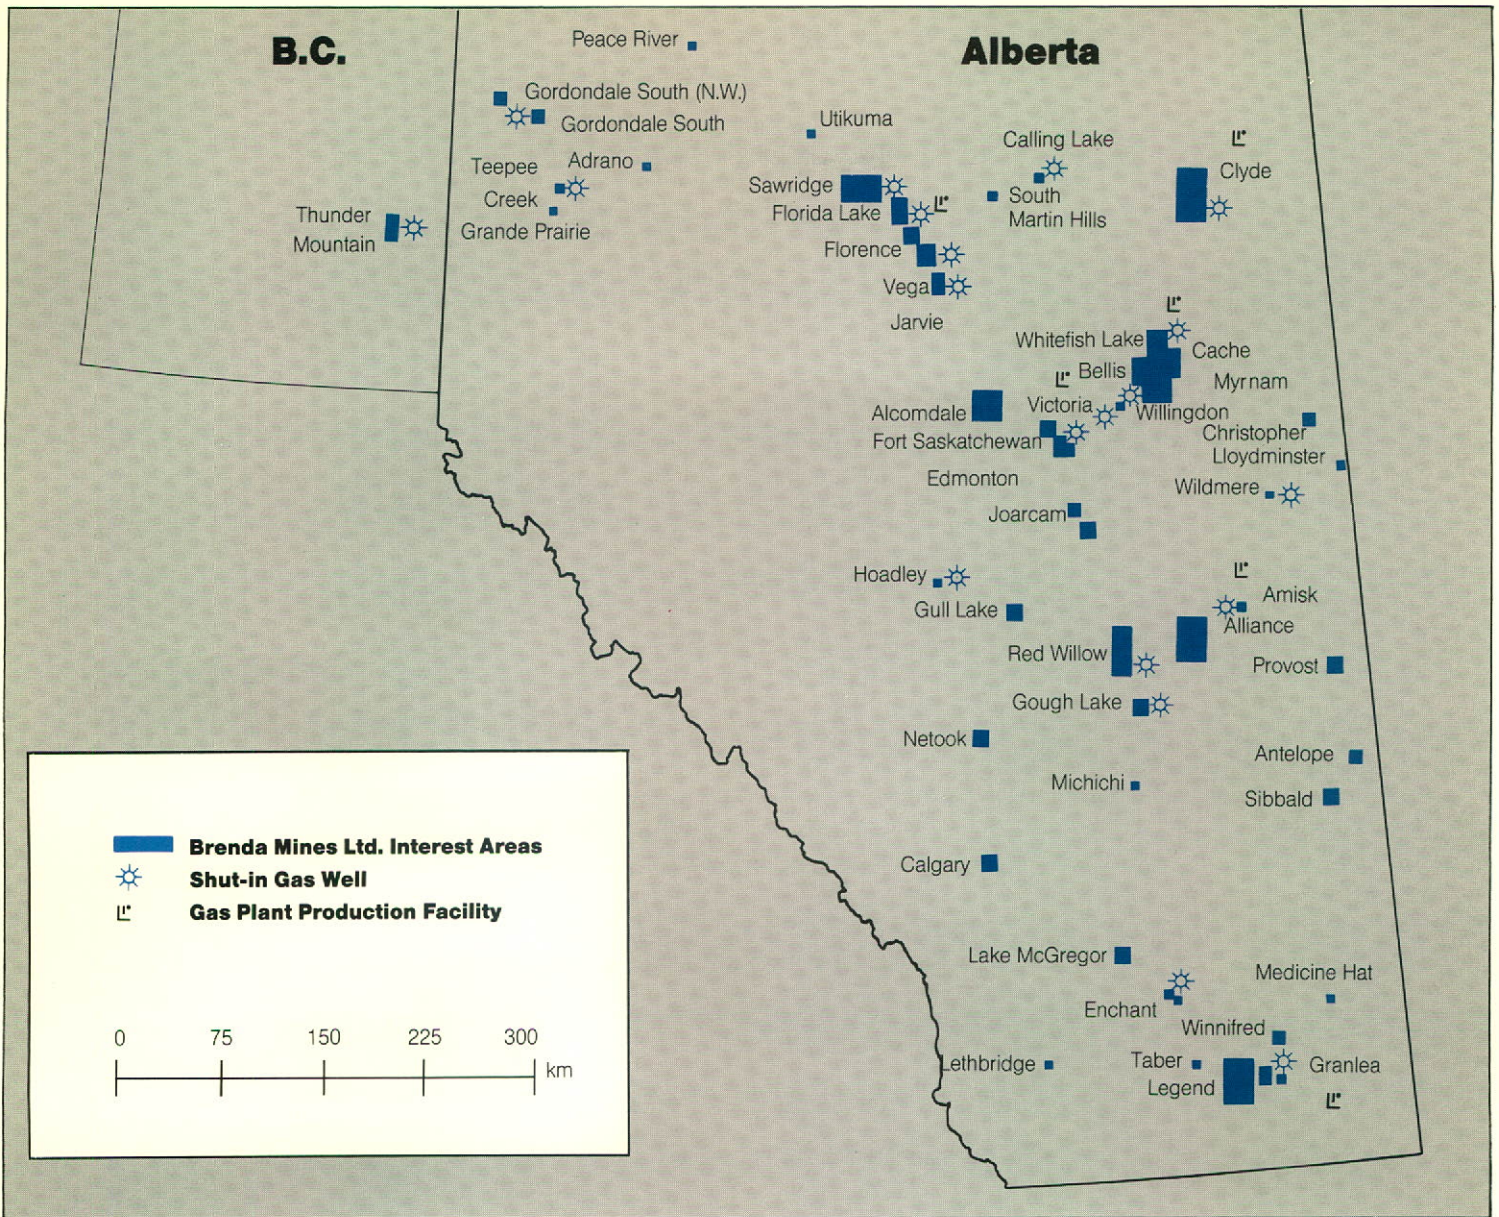 B.C.
Alberta
Peace River
Gordondale South (N.W.)
Gordondale South
Utikuma
Calling Lake
Teepee
Creek
Adrano
Clyde
Sawridge
South
Martin Hills
Florida Lake
Thunder
Mountain
Grande Prairie
Florence
Vega
Jarvie
Whitefish Lake
Cache
Bellis
Myrnam
Alcomdale
Victoria
Willingdon
Christopher
Fort Saskatchewan
Lloydminster
Edmonton
Wildmere
Joarcam
Hoadley
Amisk
Gull Lake
Alliance
Red Willow
Provost
Gough Lake
Netook
Antelope
Michichi
Sibbald
Brenda Mines Ltd. Interest Areas
Shut-in Gas Well
Gas Plant Production Facility
Calgary
Lake McGregor
Medicine Hat
Enchant
Winnifred
0 75 150 225 300
km
Lethbridge
Taber
Granlea
Legend